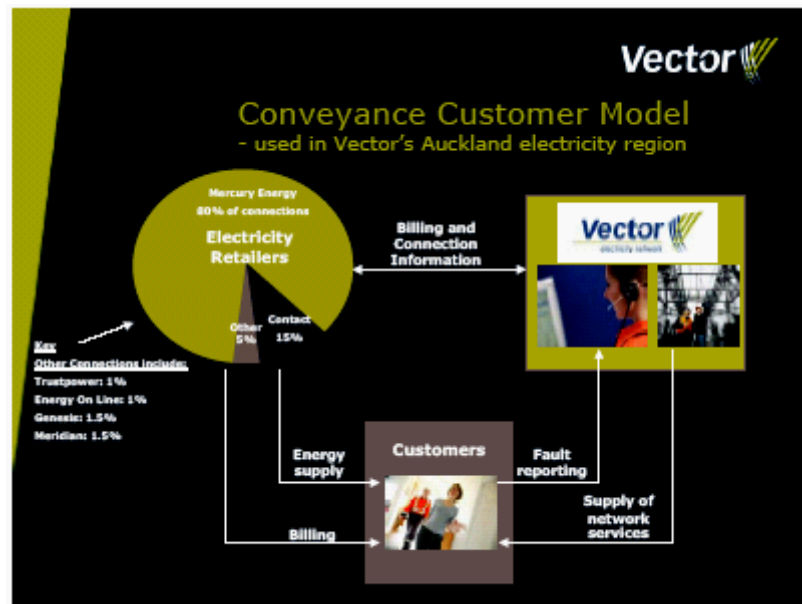 Vector
Conveyance Customer Model
- used in Vector's Auckland electricity region
Mercury Energy
80% of connections
Electricity
Retailers
Other
5%
Contact
15%
Billing and
Connection
Information
Vector
electricity network
Key
Other Connections include:
Trustpower: 1%
Energy On Line: 1%
Genesis: 1.5%
Meridian: 1.5%
Energy
supply
Billing
Customers
Fault
reporting
Supply of
network
services